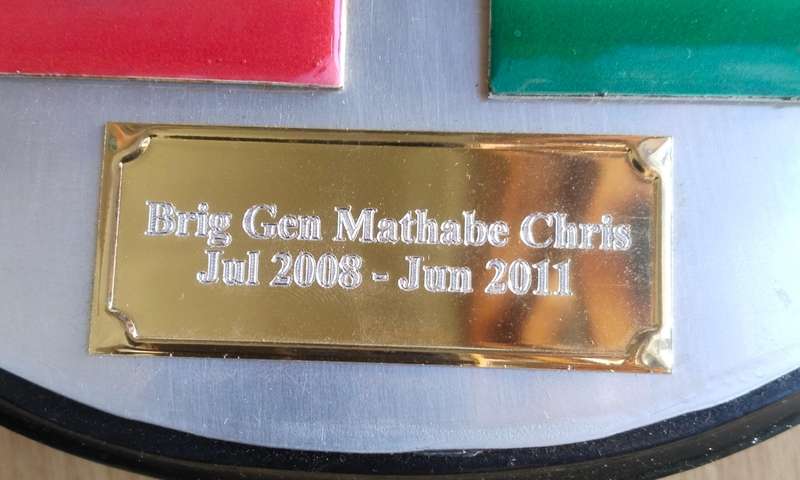 Brig Gen Mathabe Chris
Jul 2008 - Jun 2011